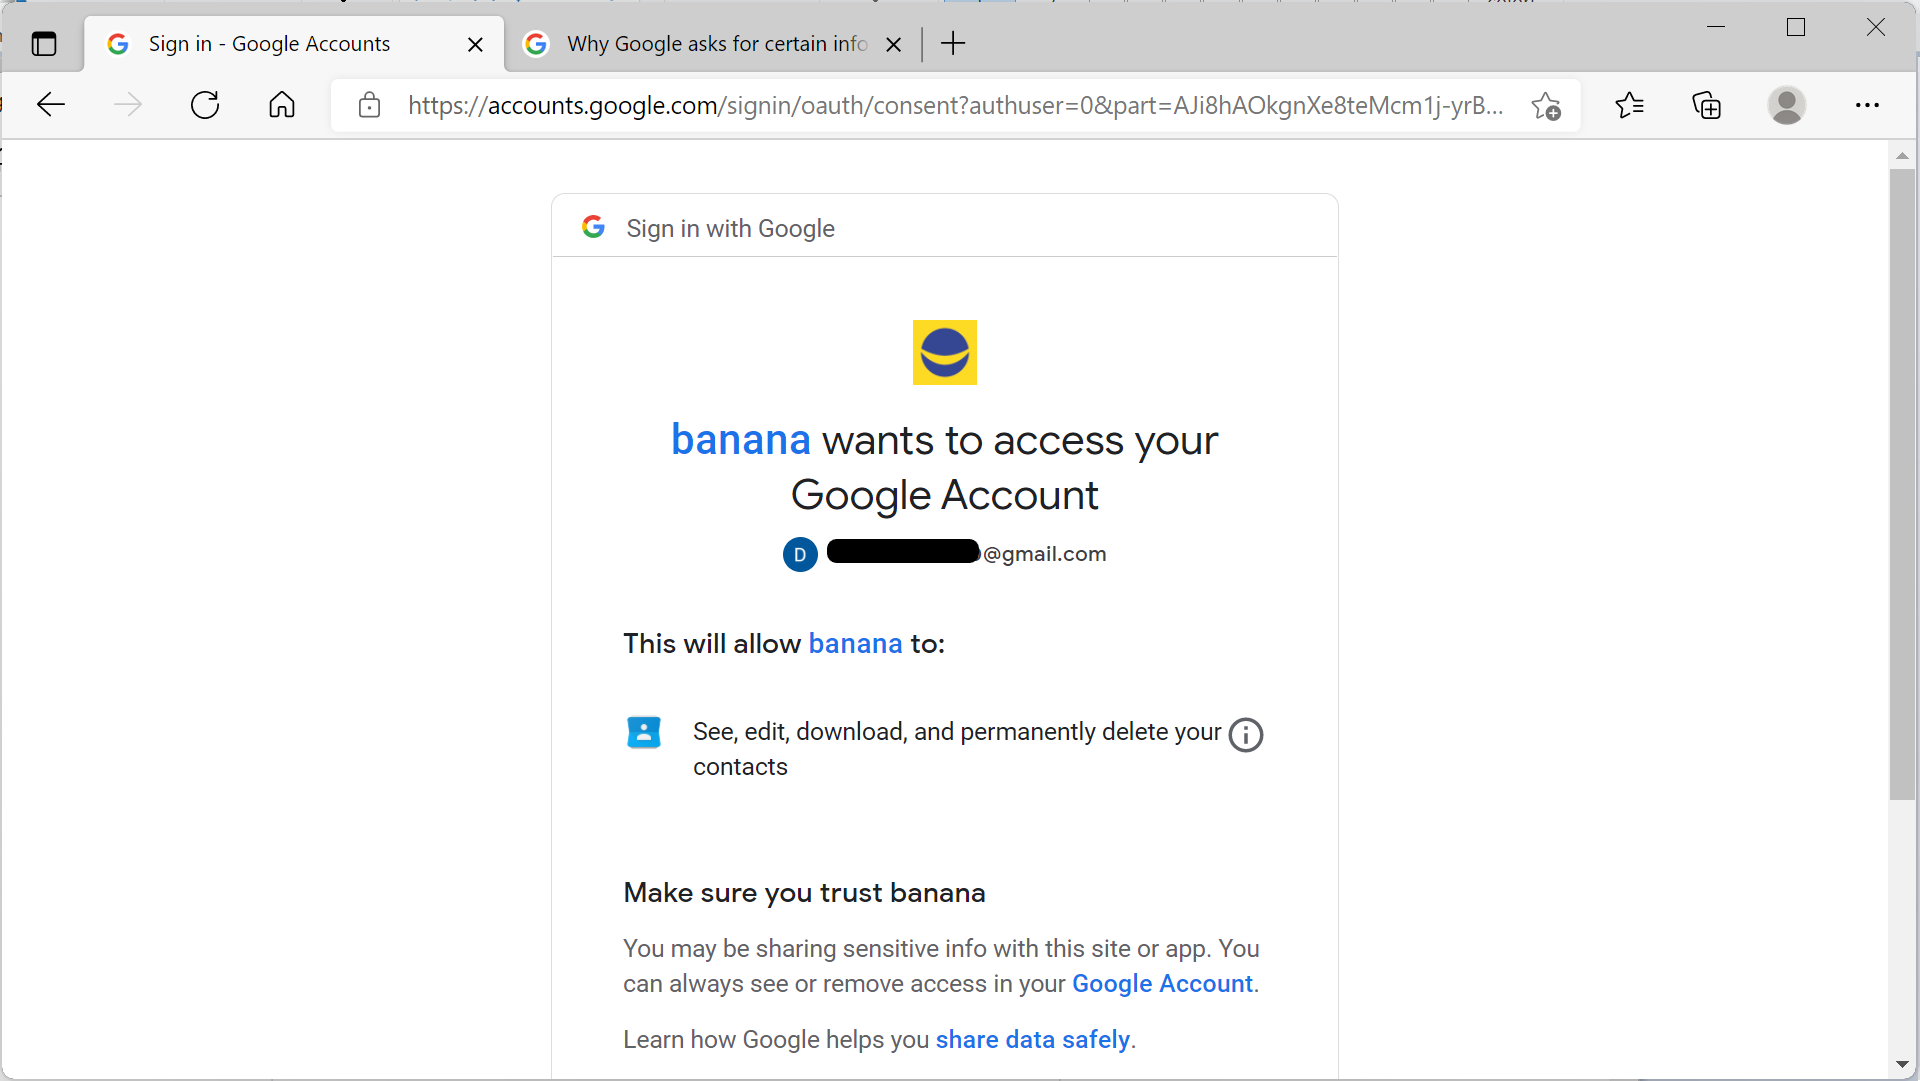 Sign in - Google Accounts
Why Google asks for certain info
https://accounts.google.com/signin/oauth/consent?authuser=0&part=AJi8hAOkgnXe8teMcm1j-yrB...
Sign in with Google
banana wants to access your
Google Account
D
@gmail.com
This will allow banana to:
See, edit, download, and permanently delete your
contacts
Make sure you trust banana
You may be sharing sensitive info with this site or app. You
can always see or remove access in your Google Account.
Learn how Google helps you share data safely.